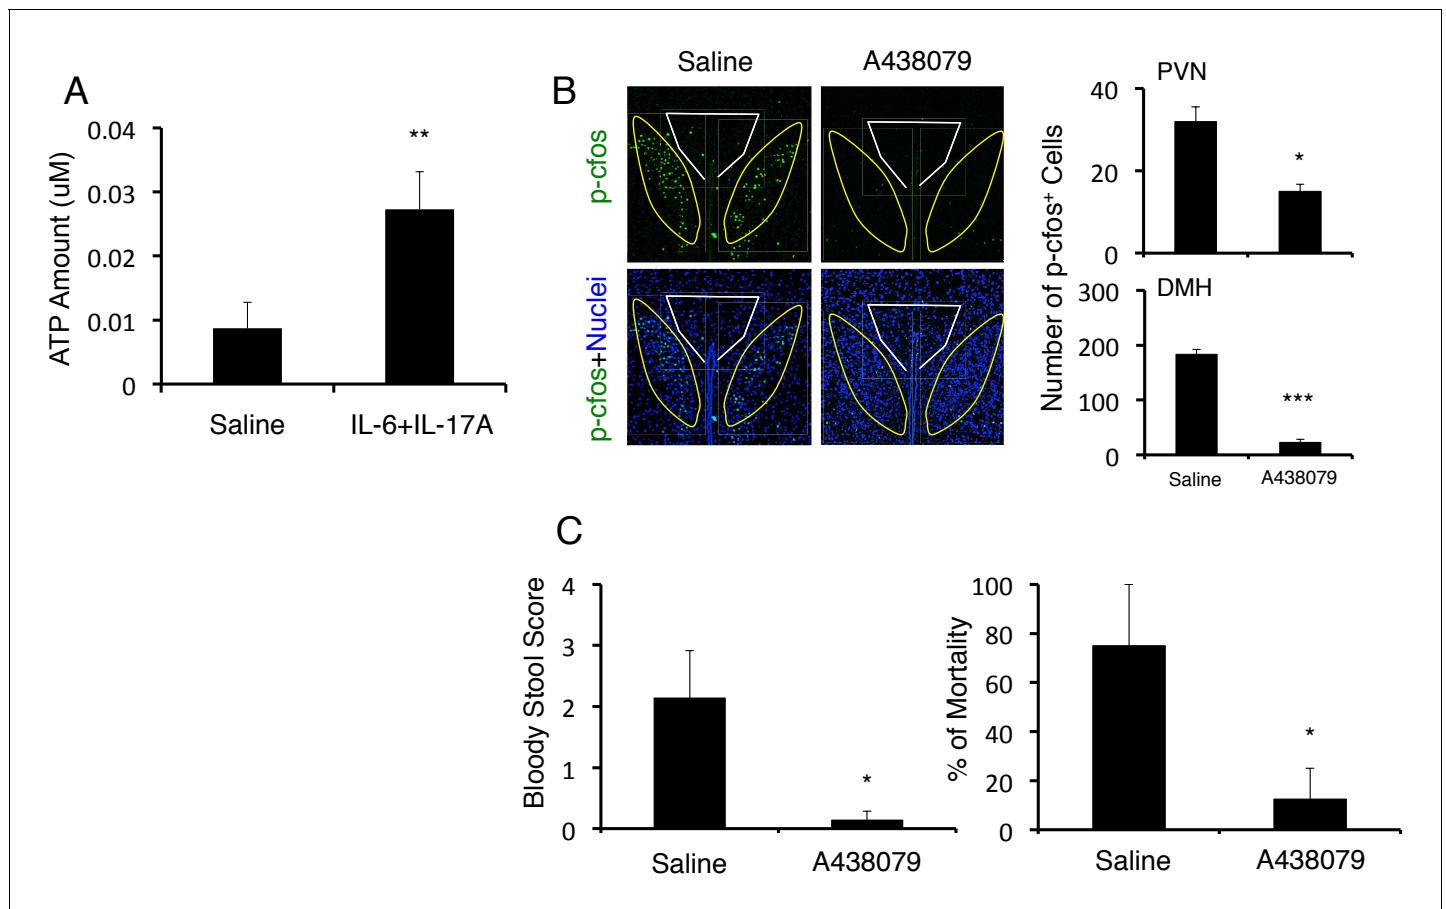 A
ATP Amount (uM)
0.04
0.03
0.02
0.01
0
**
Saline
IL-6+IL-17A
B
Saline
A438079
p-cfos
p-cfos+Nuclei
Number of p-cfos⁺ Cells
PVN
40
20
0
*
DMH
300
200
100
0
***
Saline
A438079
C
Bloody Stool Score
4
3
2
1
0
*
Saline
A438079
% of Mortality
100
80
60
40
20
0
*
Saline
A438079